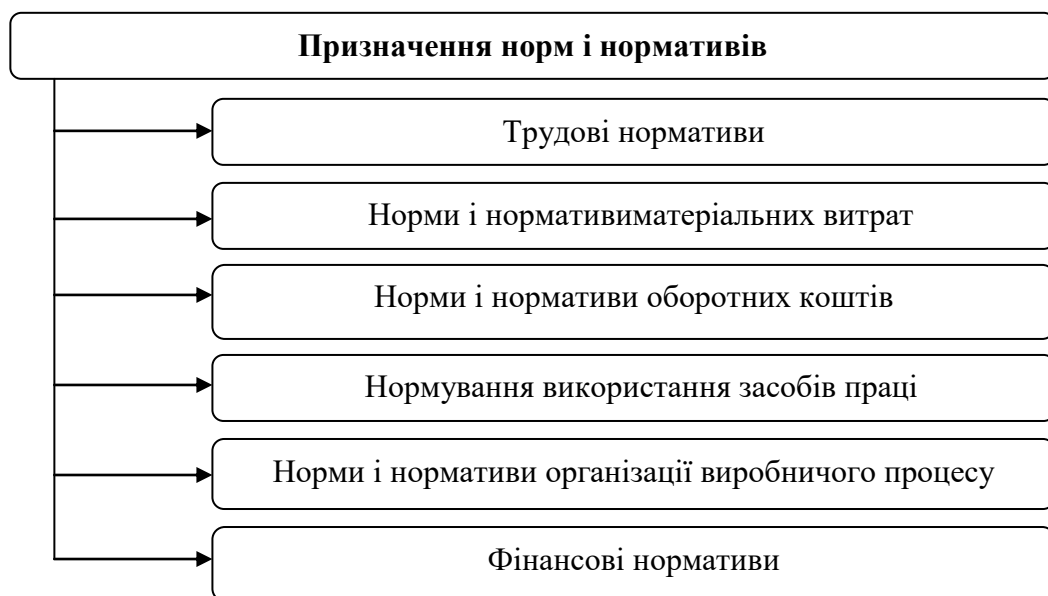 Призначення норм і нормативів
Трудові нормативи
Норми і нормативиматеріальних витрат
Норми і нормативи оборотних коштів
Нормування використання засобів праці
Норми і нормативи організації виробничого процесу
Фінансові нормативи